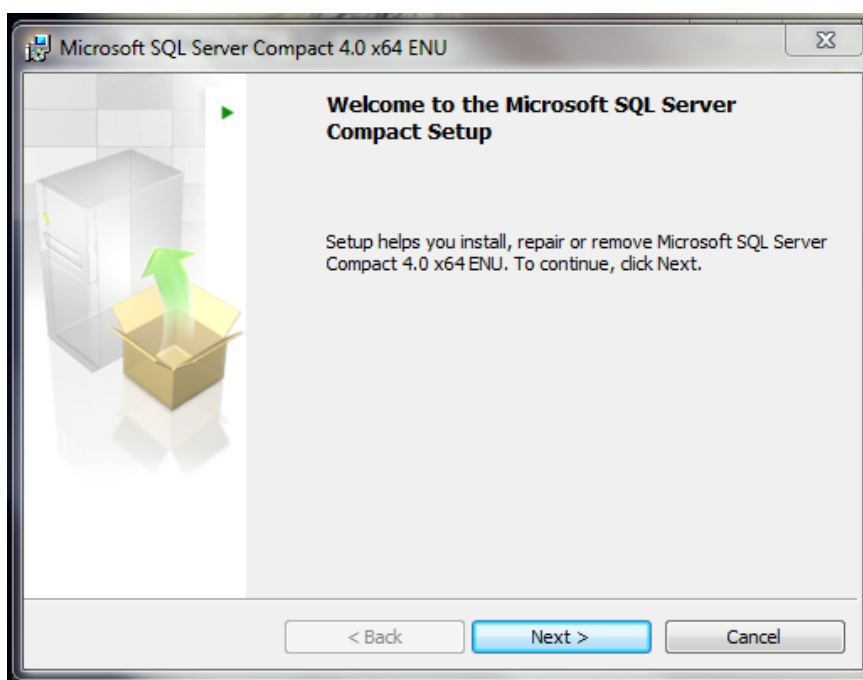 Microsoft SQL Server Compact 4.0 x64 ENU
Welcome to the Microsoft SQL Server
Compact Setup
Setup helps you install, repair or remove Microsoft SQL Server
Compact 4.0 x64 ENU. To continue, click Next.
< Back Next > Cancel